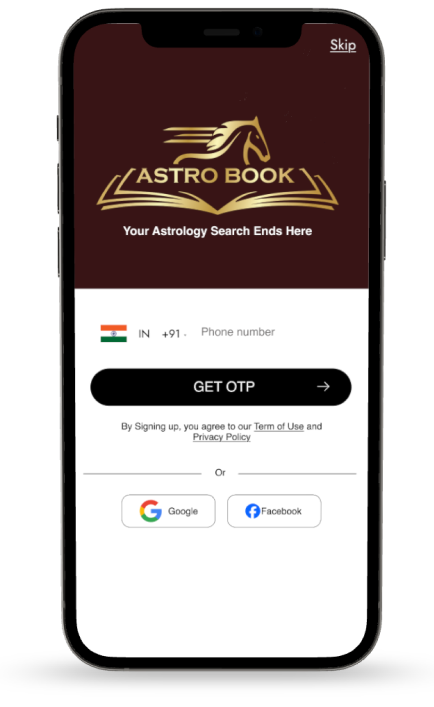 Skip
ASTRO BOOK
Your Astrology Search Ends Here
IN +91 - Phone number
GET OTP
By Signing up, you agree to our Term of Use and
Privacy Policy
Or
Google Facebook